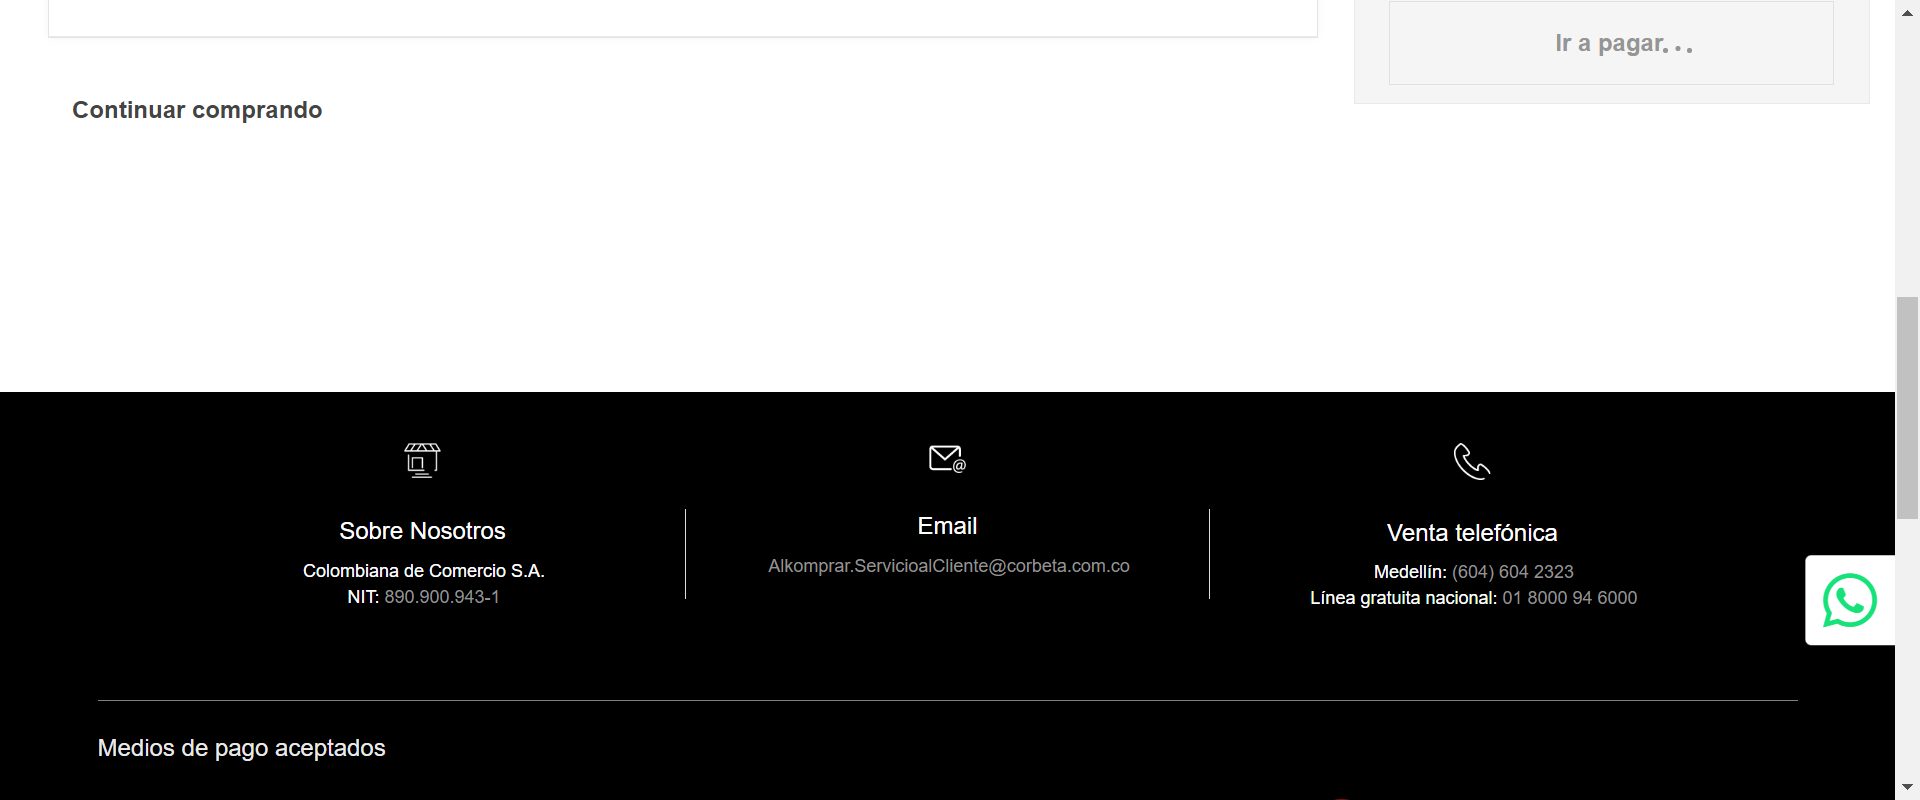 Ir a pagar...
Continuar comprando
Sobre Nosotros
Colombiana de Comercio S.A.
NIT: 890.900.943-1
Email
Alkomprar.ServicioalCliente@corbeta.com.co
Venta telefónica
Medellín: (604) 604 2323
Línea gratuita nacional: 01 8000 94 6000
Medios de pago aceptados